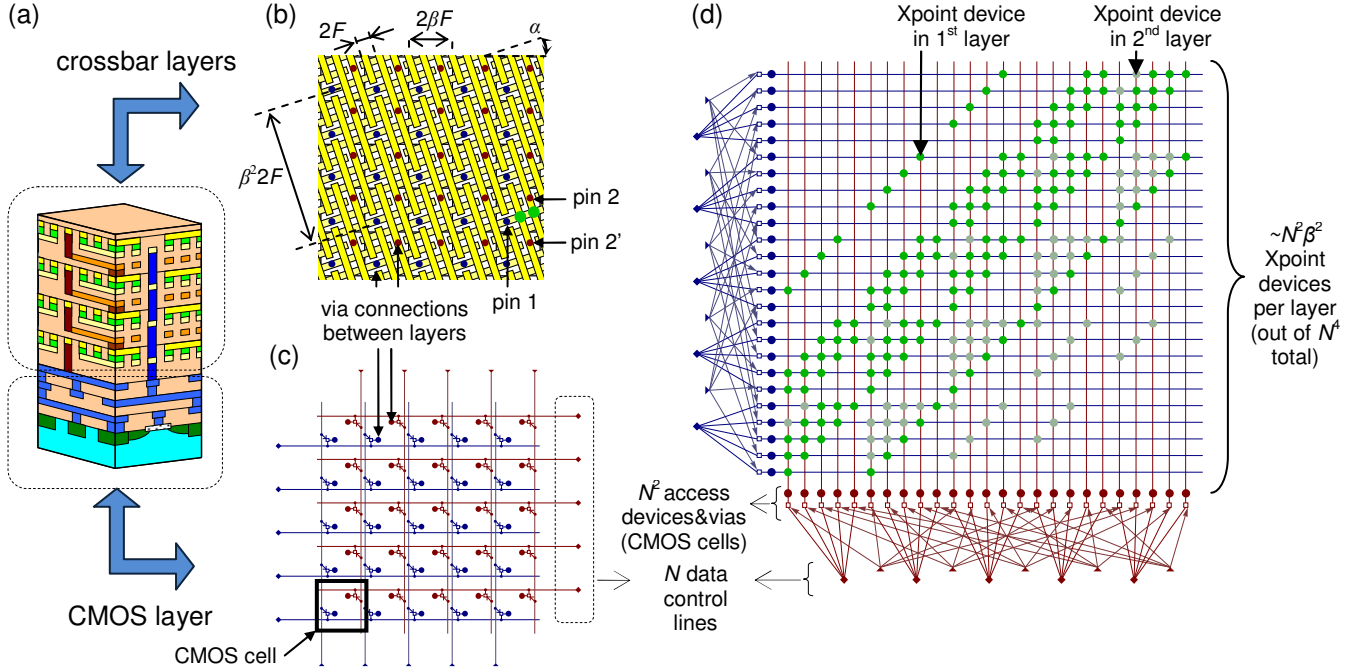 (a)
crossbar layers
CMOS layer
(b)
2F
2βF
α
β²2F
pin 2
pin 2'
pin 1
via connections
between layers
(c)
CMOS cell
(d)
Xpoint device
in 1st layer
Xpoint device
in 2nd layer
~N²β²
Xpoint
devices
per layer
(out of N⁴
total)
N² access
devices&vias
(CMOS cells)
N data
control
lines